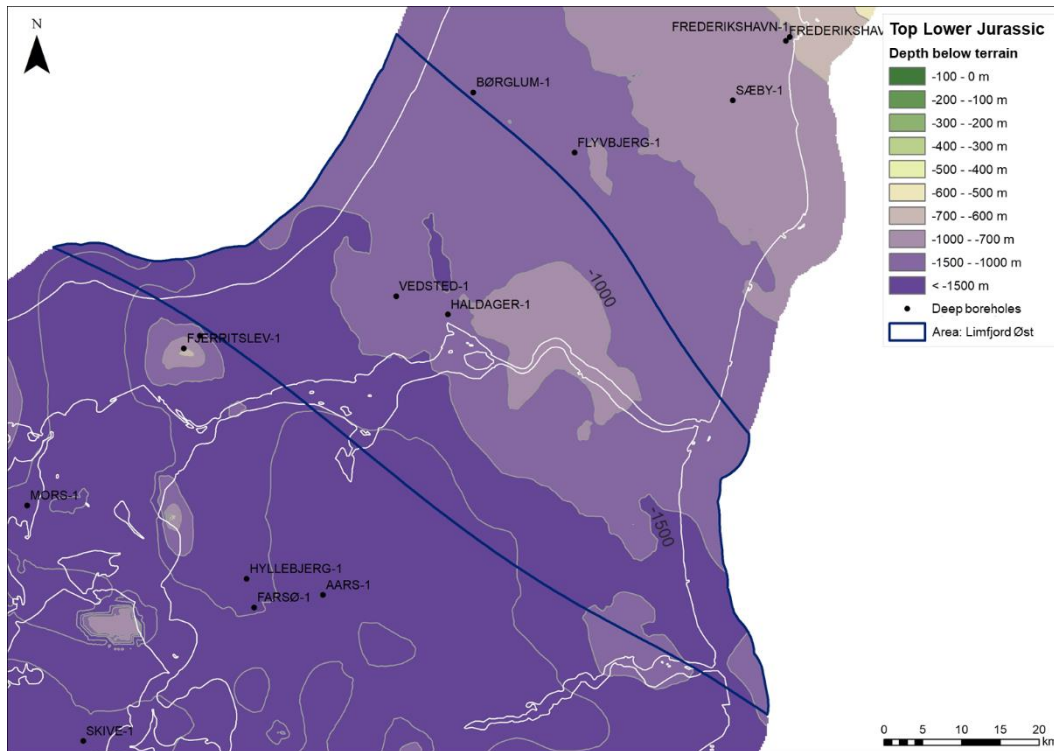 N
FREDERIKSHAVN-1
FREDERIKSHAV
BØRGLUM-1
SÆBY-1
FLYVBJERG-1
-1000
VEDSTED-1
HALDAGER-1
FJERRITSLEV-1
MORS-1
-1500
HYLLEBJERG-1
AARS-1
FARSØ-1
SKIVE-1
Top Lower Jurassic
Depth below terrain
-100 - 0 m
-200 - -100 m
-300 - -200 m
-400 - -300 m
-500 - -400 m
-600 - -500 m
-700 - -600 m
-1000 - -700 m
-1500 - -1000 m
< -1500 m
Deep boreholes
Area: Limfjord Øst
0 5 10 15 20
km